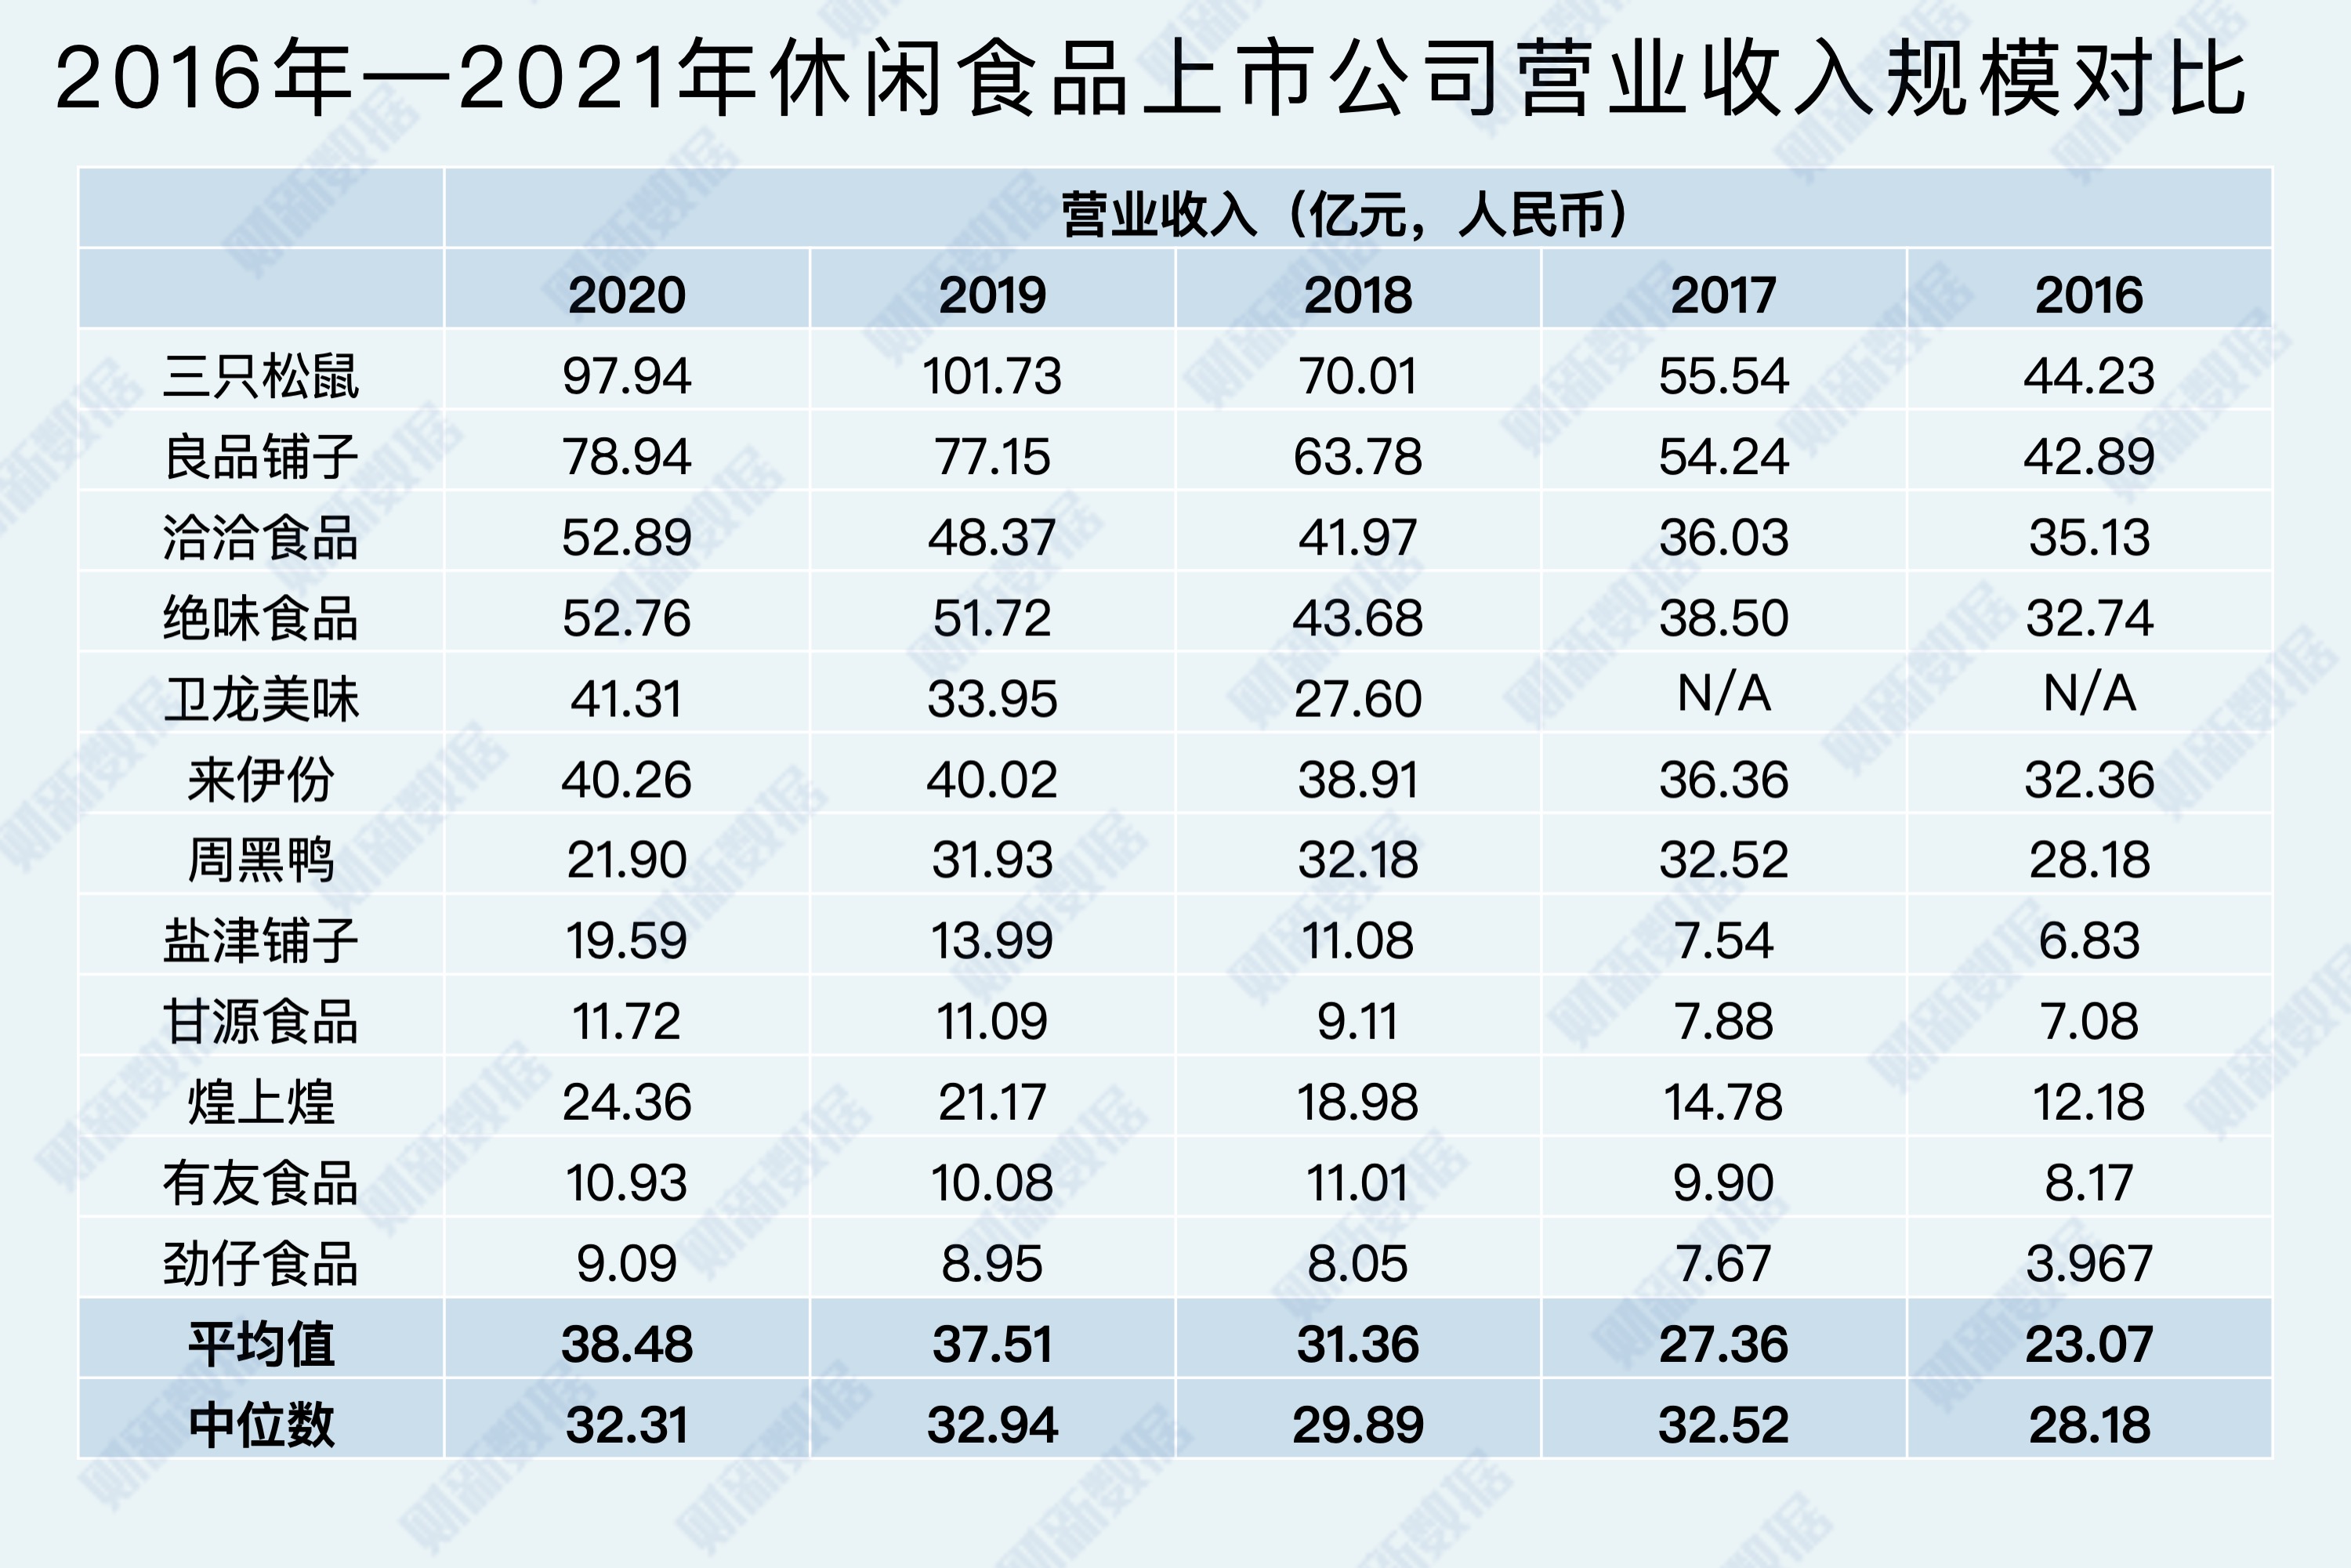 2016年—2021年休闲食品上市公司营业收入规模对比
营业收入（亿元，人民币）
2020 2019 2018 2017 2016
三只松鼠 97.94 101.73 70.01 55.54 44.23
良品铺子 78.94 77.15 63.78 54.24 42.89
洽洽食品 52.89 48.37 41.97 36.03 35.13
绝味食品 52.76 51.72 43.68 38.50 32.74
卫龙美味 41.31 33.95 27.60 N/A N/A
来伊份 40.26 40.02 38.91 36.36 32.36
周黑鸭 21.90 31.93 32.18 32.52 28.18
盐津铺子 19.59 13.99 11.08 7.54 6.83
甘源食品 11.72 11.09 9.11 7.88 7.08
煌上煌 24.36 21.17 18.98 14.78 12.18
有友食品 10.93 10.08 11.01 9.90 8.17
劲仔食品 9.09 8.95 8.05 7.67 3.967
平均值 38.48 37.51 31.36 27.36 23.07
中位数 32.31 32.94 29.89 32.52 28.18
财新数据